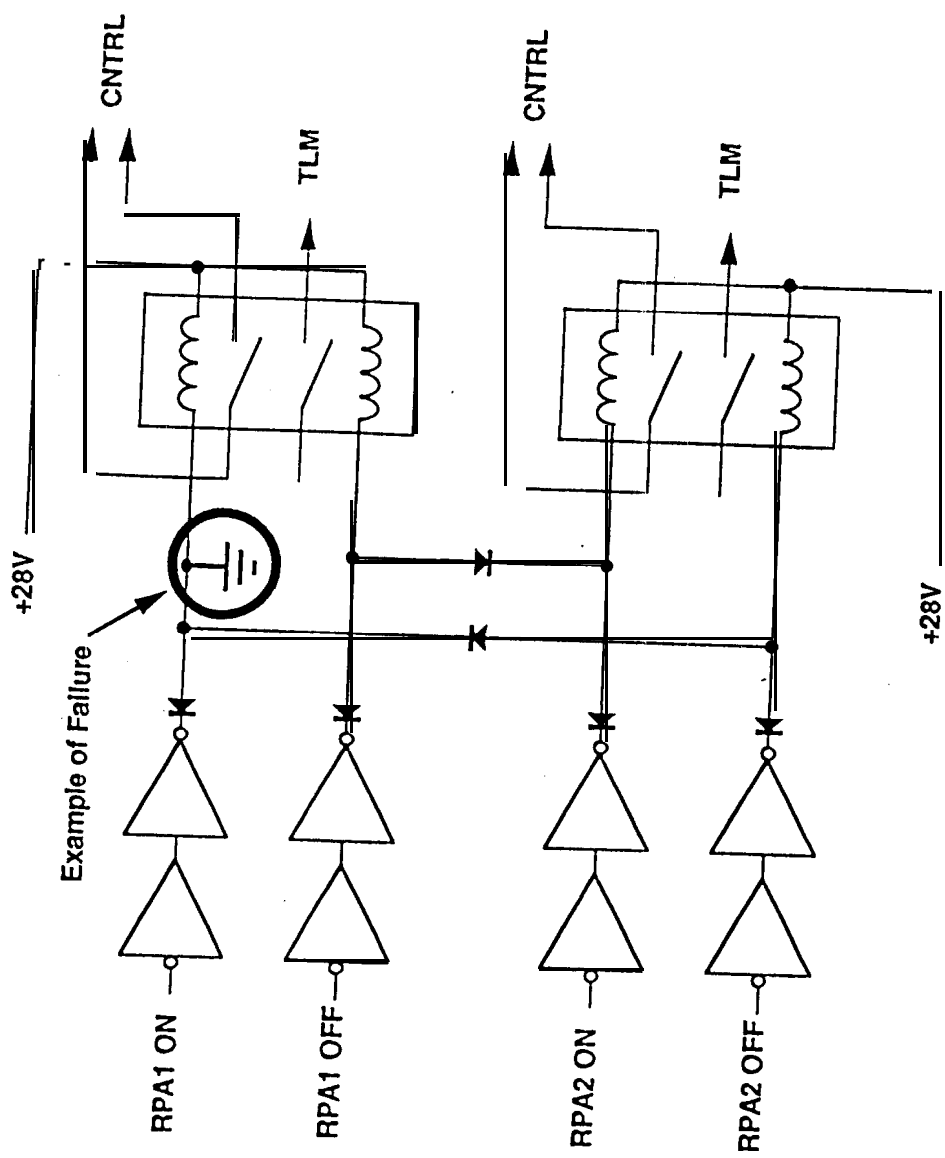 CNTRL
TLM
CNTRL
TLM
+28V
+28V
Example of Failure
RPA1 ON
RPA1 OFF
RPA2 ON
RPA2 OFF